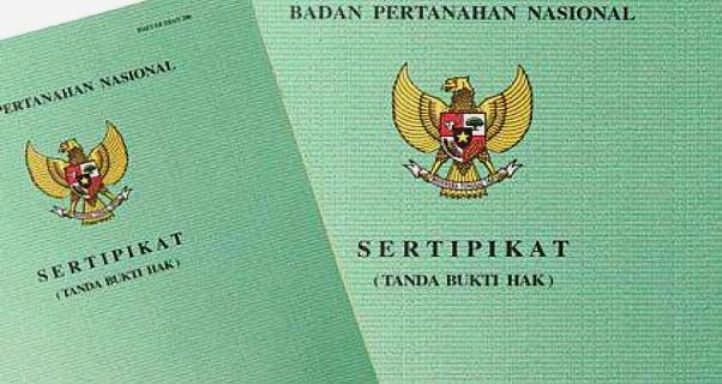 PERTANAHAN NASIONAL
SERTIPIKAT
(TANDA BUKTI HAK)
BADAN PERTANAHAN NASIONAL
SERTIPIKAT
(TANDA BUKTI HAK)